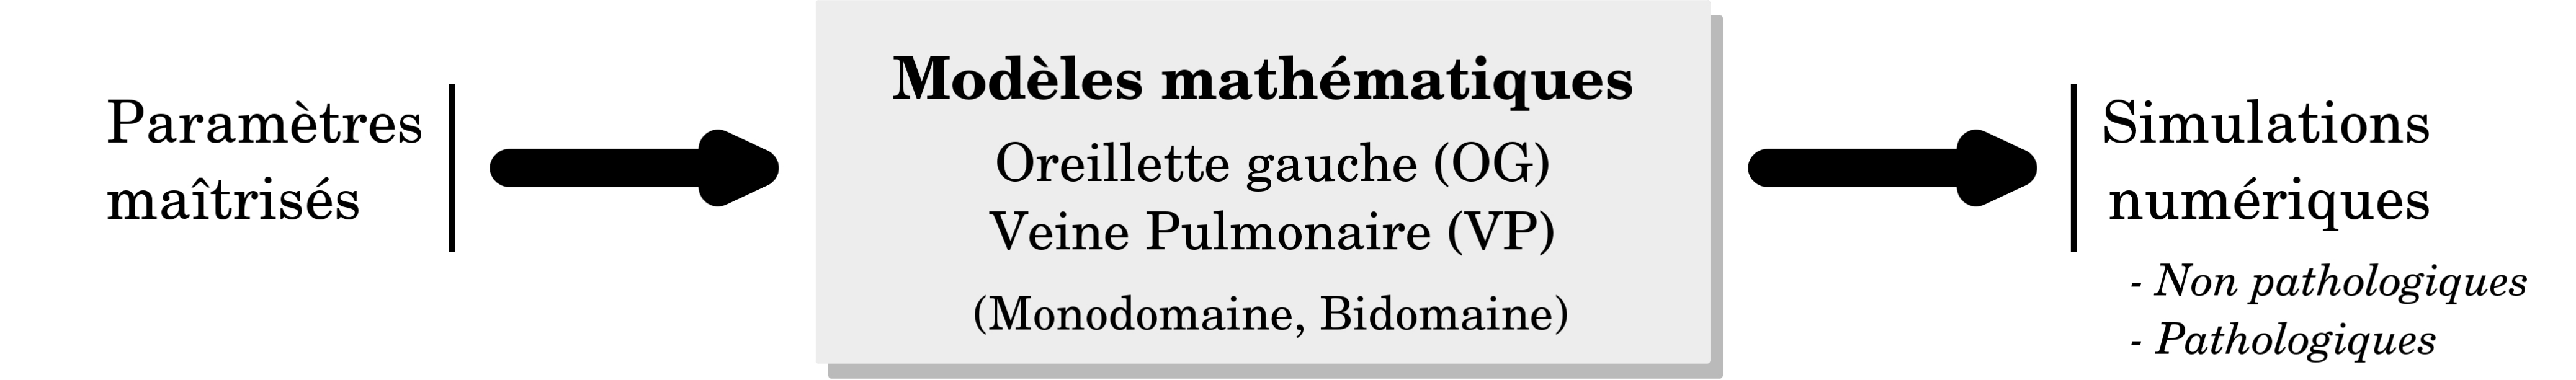 Paramètres
maîtrisés
Modèles mathématiques
Oreillette gauche (OG)
Veine Pulmonaire (VP)
(Monodomaine, Bidomaine)
Simulations
numériques
- Non pathologiques
- Pathologiques